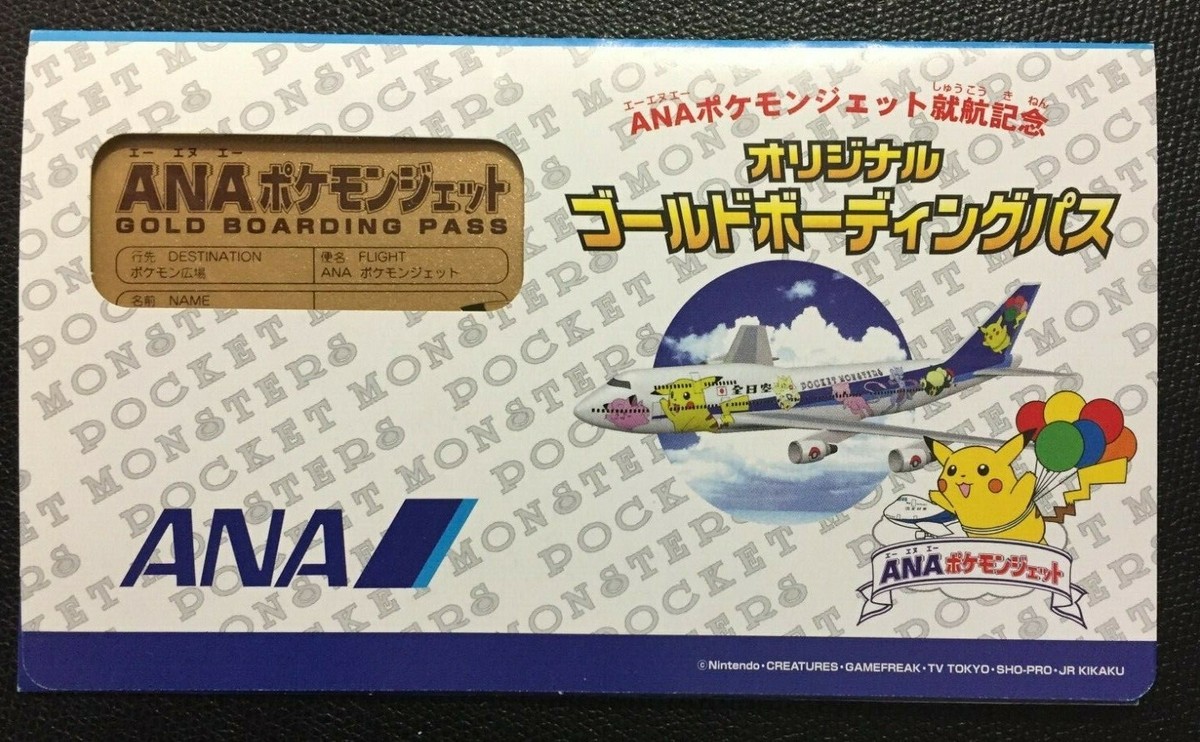 エーエヌエー しゅうこう き ねん
ANAポケモンジェット就航記念
オリジナル
ゴールドボーディングパス
エー エヌ エー
ANAポケモンジェット
GOLD BOARDING PASS
行先 DESTINATION
ポケモン広場
便名 FLIGHT
ANA ポケモンジェット
名前 NAME
全日空
POCKET MONSTERS
ANA
エー エヌ エー
ANAポケモンジェット
©Nintendo・CREATURES・GAMEFREAK・TV TOKYO・SHO-PRO・JR KIKAKU
POCKET MONSTERS